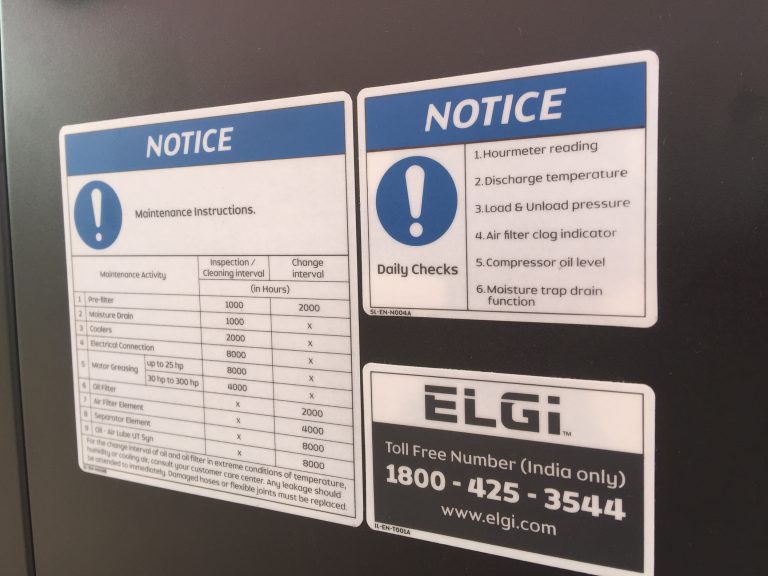 NOTICE
Maintenance Instructions.
Maintenance Activity Inspection / Cleaning interval Change interval
(in Hours)
1 Pre-filter 1000 2000
2 Moisture Drain 1000 x
3 Coolers 2000 x
4 Electrical Connection 8000 x
5 Motor Greasing up to 25 hp 8000 x
30 hp to 300 hp 4000 x
6 Oil Filter x 2000
7 Air Filter Element x 4000
8 Separator Element x 8000
9 Oil - Air Lube UT Syn x 8000
For the change interval of oil and oil filter in extreme conditions of temperature,
humidity or cooling air, consult your customer care center. Any leakage should
be attended to immediately. Damaged hoses or flexible joints must be replaced.
NOTICE
Daily Checks
1. Hourmeter reading
2. Discharge temperature
3. Load & Unload pressure
4. Air filter clog indicator
5. Compressor oil level
6. Moisture trap drain
function
SL-EN-N004A
ELGi™
Toll Free Number (India only)
1800 - 425 - 3544
www.elgi.com
IL-EN-T001A